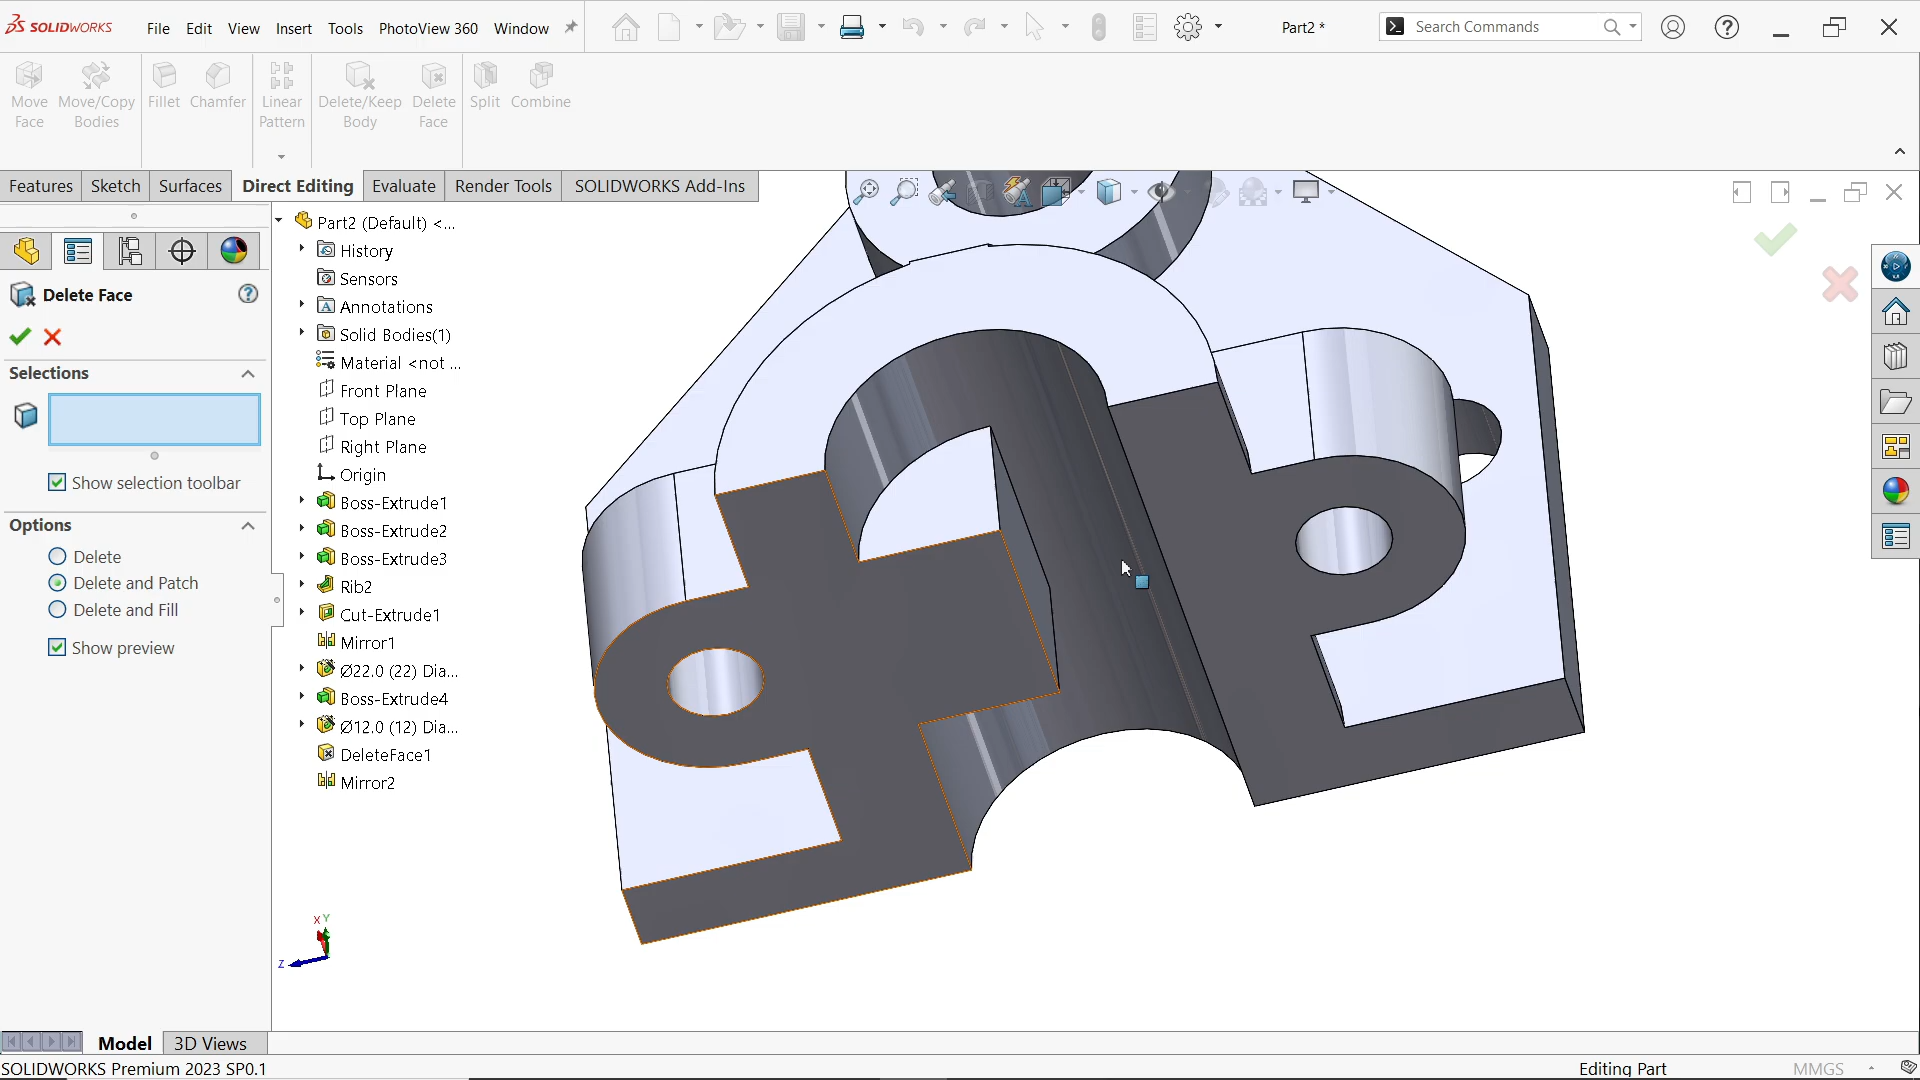 SOLIDWORKS File Edit View Insert Tools PhotoView 360 Window Part2 * Search Commands
Move Face
Move/Copy Bodies
Fillet
Chamfer
Linear Pattern
Delete/Keep Body
Delete Face
Split
Combine
Features Sketch Surfaces Direct Editing Evaluate Render Tools SOLIDWORKS Add-Ins
Delete Face
Selections
Show selection toolbar
Options
Delete
Delete and Patch
Delete and Fill
Show preview
Part2 (Default) <...
History
Sensors
Annotations
Solid Bodies(1)
Material <not ...
Front Plane
Top Plane
Right Plane
Origin
Boss-Extrude1
Boss-Extrude2
Boss-Extrude3
Rib2
Cut-Extrude1
Mirror1
Ø22.0 (22) Dia...
Boss-Extrude4
Ø12.0 (12) Dia...
DeleteFace1
Mirror2
X Y
Z
Model 3D Views
SOLIDWORKS Premium 2023 SP0.1 Editing Part MMGS